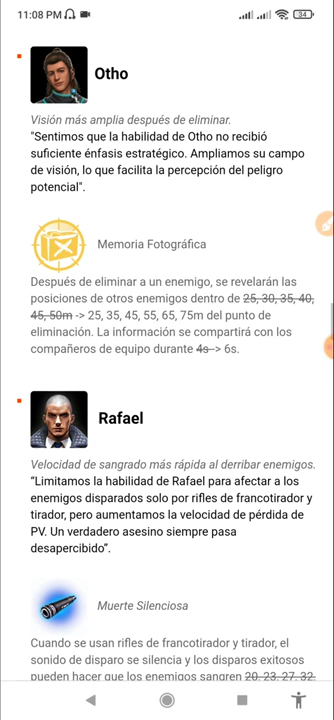 11:08 PM
34
Otho
Visión más amplia después de eliminar.
"Sentimos que la habilidad de Otho no recibió
suficiente énfasis estratégico. Ampliamos su campo
de visión, lo que facilita la percepción del peligro
potencial".
Memoria Fotográfica
Después de eliminar a un enemigo, se revelarán las
posiciones de otros enemigos dentro de 25, 30, 35, 40,
45, 50m -> 25, 35, 45, 55, 65, 75m del punto de
eliminación. La información se compartirá con los
compañeros de equipo durante 4s -> 6s.
Rafael
Velocidad de sangrado más rápida al derribar enemigos.
“Limitamos la habilidad de Rafael para afectar a los
enemigos disparados solo por rifles de francotirador y
tirador, pero aumentamos la velocidad de pérdida de
PV. Un verdadero asesino siempre pasa
desapercibido”.
Muerte Silenciosa
Cuando se usan rifles de francotirador y tirador, el
sonido de disparo se silencia y los disparos exitosos
pueden hacer que los enemigos sangren 20, 23, 27, 32,